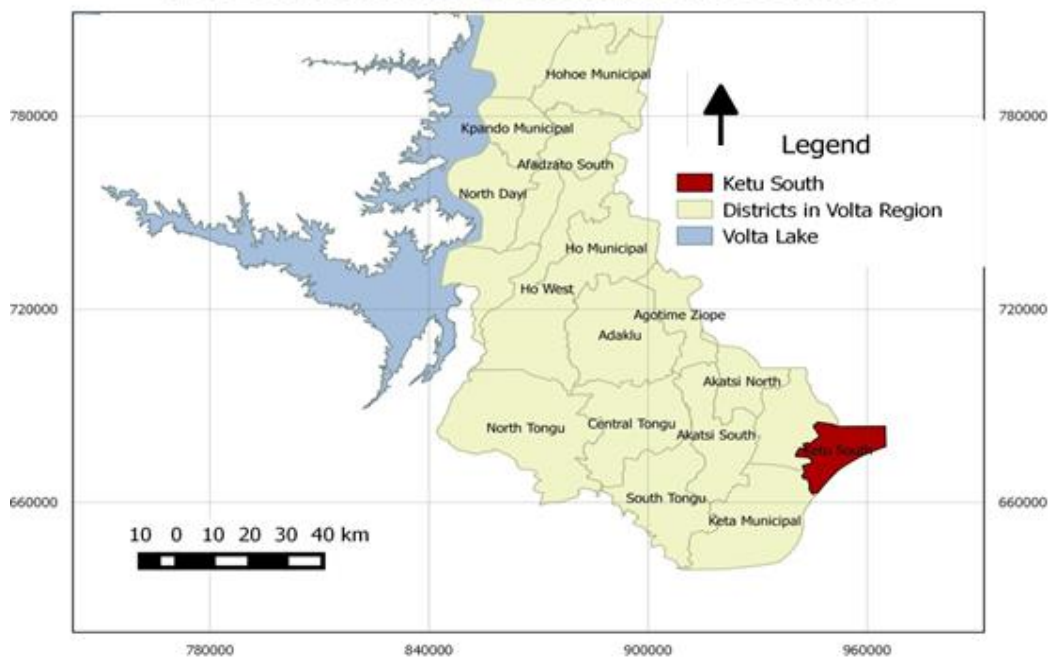 Hohoe Municipal
780000
780000
Kpando Municipal
Legend
Afadzato South
Ketu South
North Dayi
Districts in Volta Region
Volta Lake
Ho Municipal
Ho West
720000
720000
Agotime Ziope
Adaklu
Akatsi North
North Tongu
Central Tongu
Akatsi South
Ketu South
660000
660000
South Tongu
Keta Municipal
10 0 10 20 30 40 km
780000
840000
900000
960000